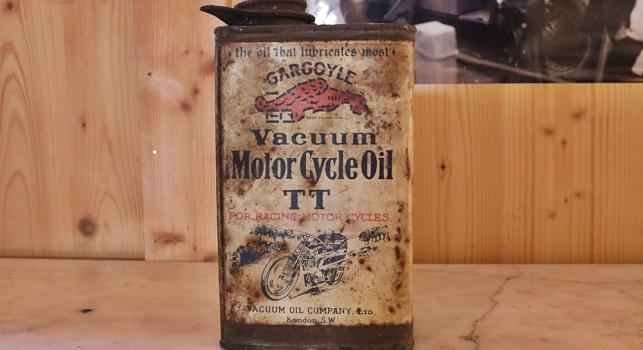 the oil that lubricates most
GARGOYLE
Vacuum
Motor Cycle Oil
TT
FOR RACING MOTOR CYCLES
VACUUM OIL COMPANY, LTD.
London S.W